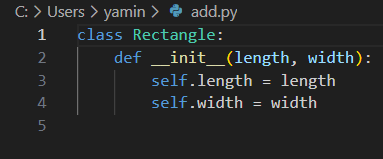 C: > Users > yamin > add.py
1 class Rectangle:
2     def __init__(length, width):
3         self.length = length
4         self.width = width
5